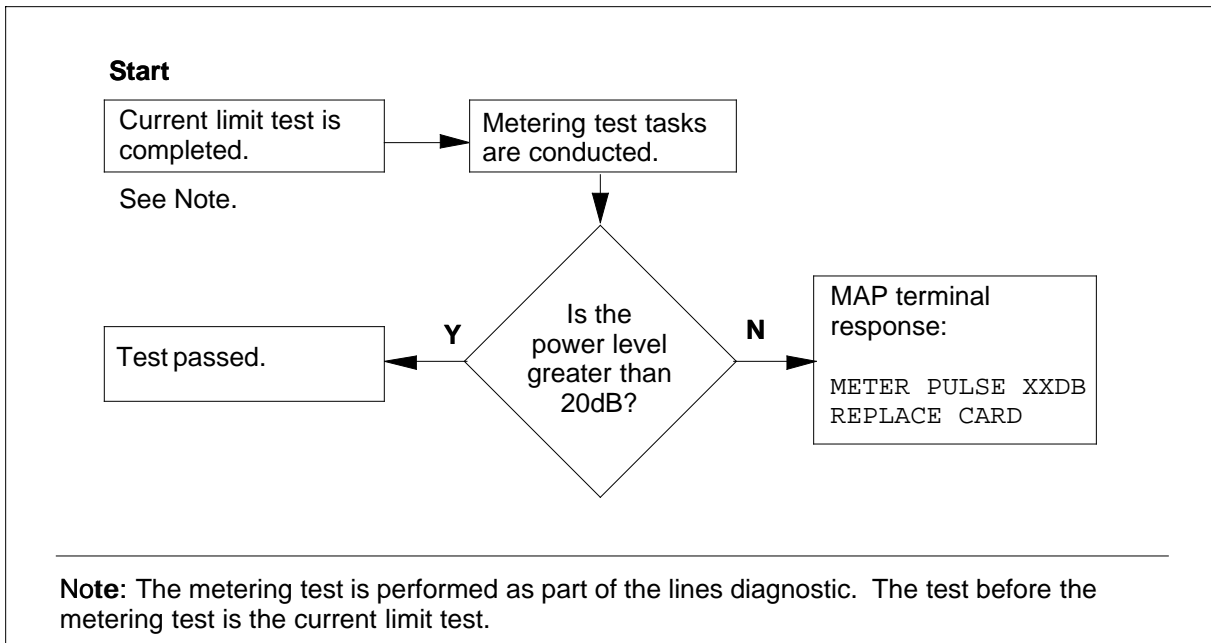 Start
Current limit test is
completed.
See Note.
Metering test tasks
are conducted.
Is the
power level
greater than
20dB?
Y
N
Test passed.
MAP terminal
response:
METER PULSE XXDB
REPLACE CARD
Note: The metering test is performed as part of the lines diagnostic. The test before the
metering test is the current limit test.